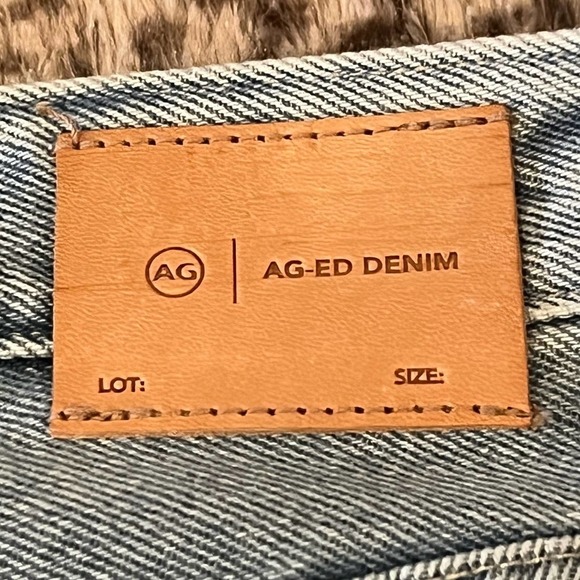 AG | AG-ED DENIM
LOT: SIZE: